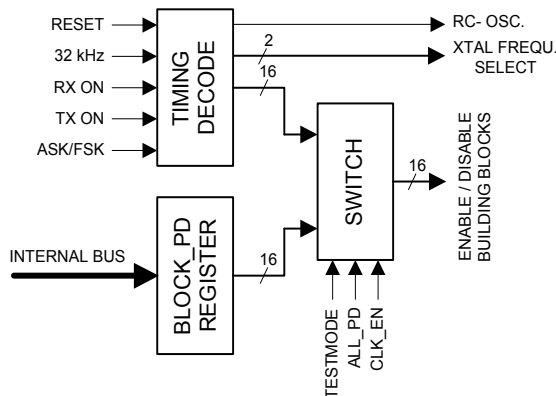 RESET
32 kHz
RX ON
TX ON
ASK/FSK
TIMING
DECODE
RC- OSC.
2
XTAL FREQU.
SELECT
16
SWITCH
16
ENABLE / DISABLE
BUILDING BLOCKS
INTERNAL BUS
BLOCK_PD
REGISTER
16
TESTMODE
ALL_PD
CLK_EN